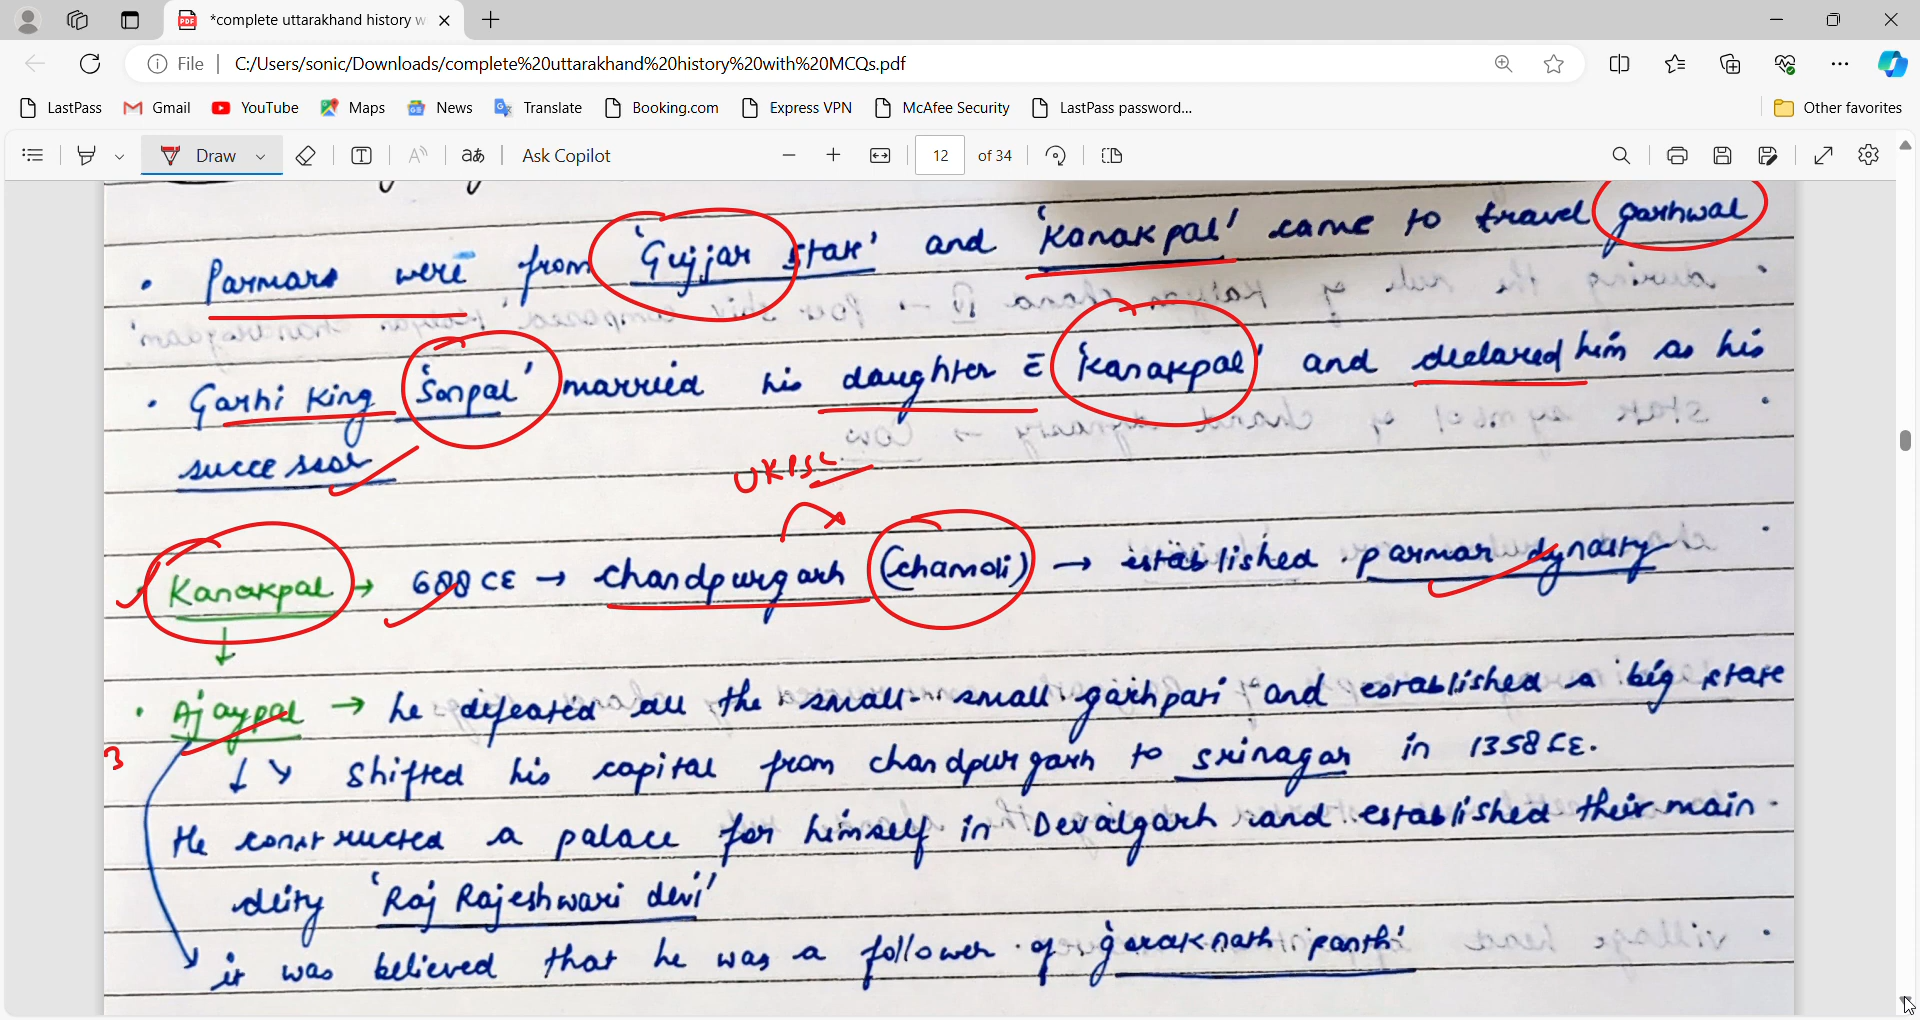 *complete uttarakhand history w
File
C:/Users/sonic/Downloads/complete%20uttarakhand%20history%20with%20MCQs.pdf
LastPass Gmail YouTube Maps News Translate Booking.com Express VPN McAfee Security LastPass password... Other favorites
Draw Ask Copilot 12 of 34
• Parmars were from 'Gujjar state' and 'Kanakpal' came to travel garhwal
• Garhi King 'Sonpal' married his daughter c̄ 'Kanakpal' and declared him as his
successor
UKPSC
• Kanakpal → 688 CE → chandpurgarh (chamoli) → established parmar dynasty
↓
• Ajaypal → he defeated all the small-small garhpati and established a big state
3
↓ ↘ Shifted his capital from chandpurgarh to srinagar in 1358 CE.
He constructed a palace for himself in Devalgarh and established their main
deity 'Raj Rajeshwari devi'
it was believed that he was a follower of 'goraknath panthi'